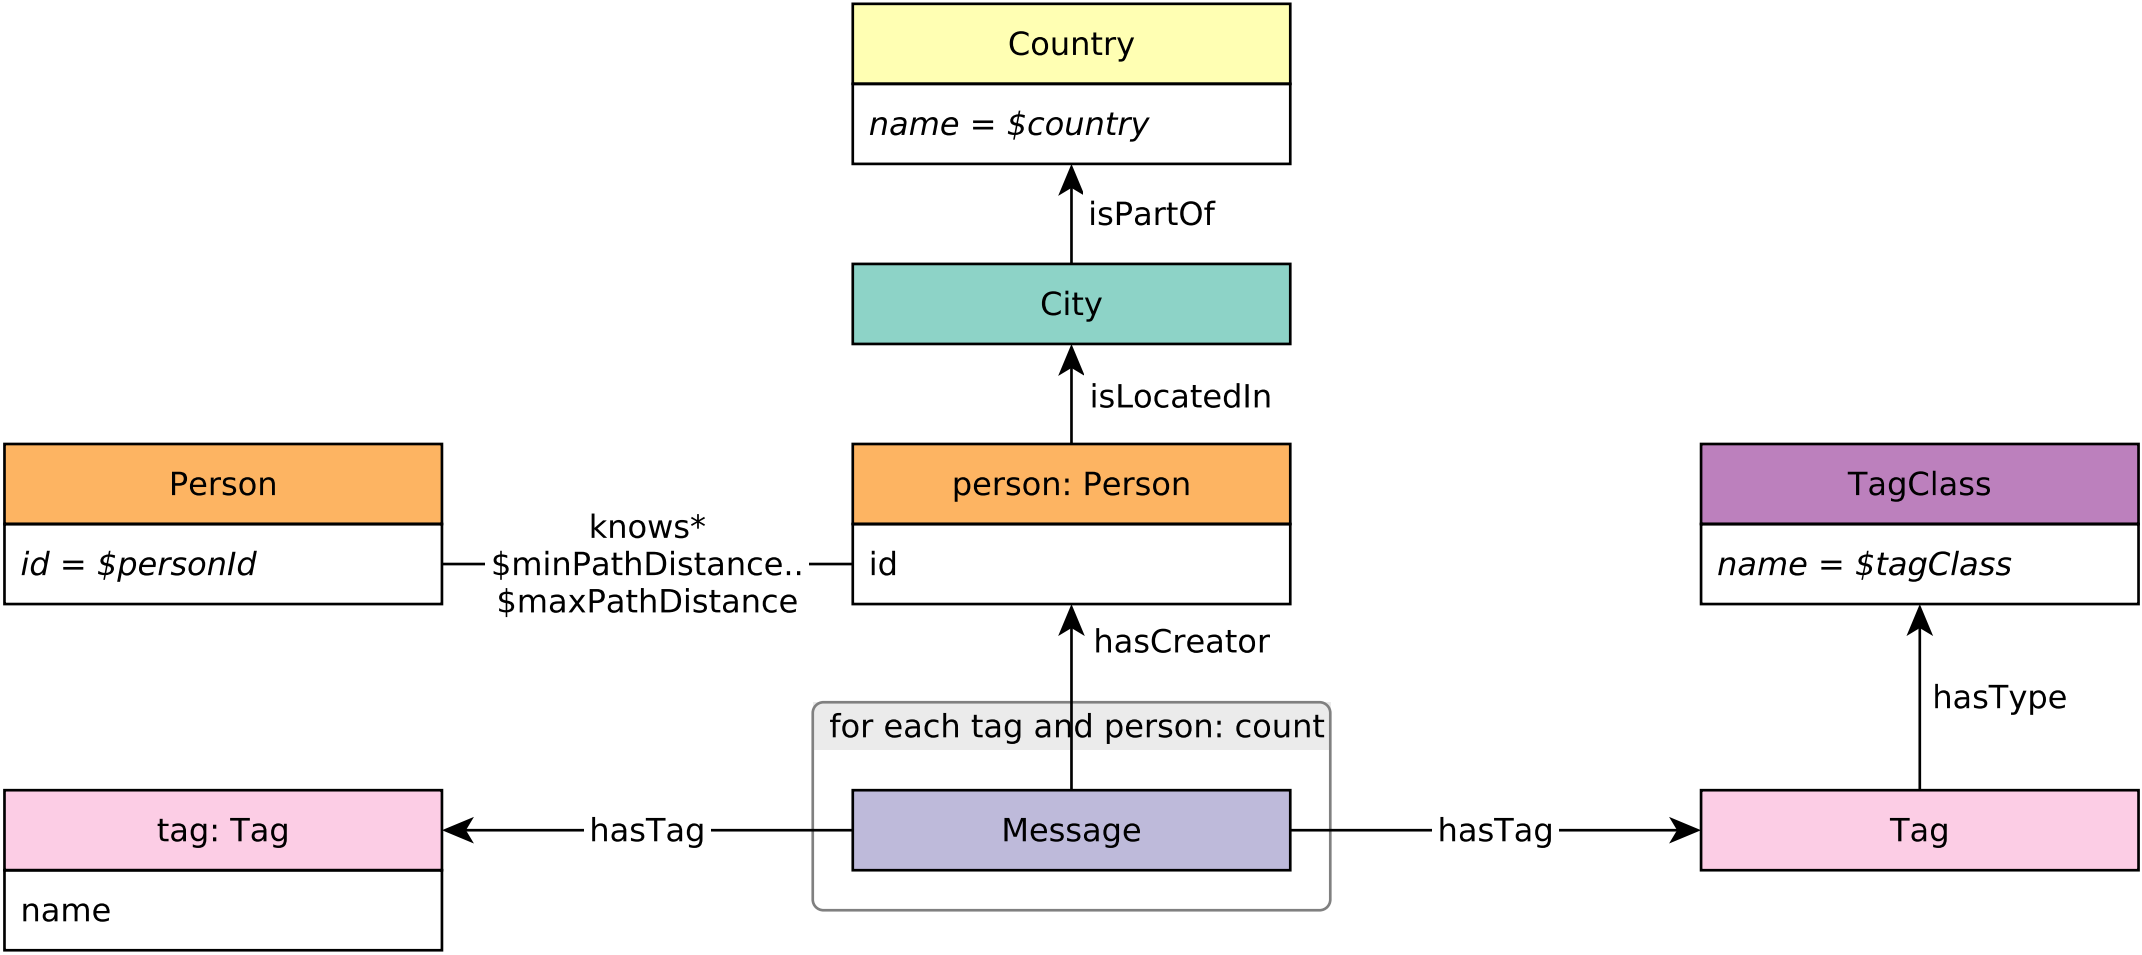 Country
name = $country
isPartOf
City
isLocatedIn
Person
id = $personId
knows*
$minPathDistance..
$maxPathDistance
person: Person
id
TagClass
name = $tagClass
hasCreator
hasType
for each tag and person: count
tag: Tag
name
hasTag
Message
hasTag
Tag